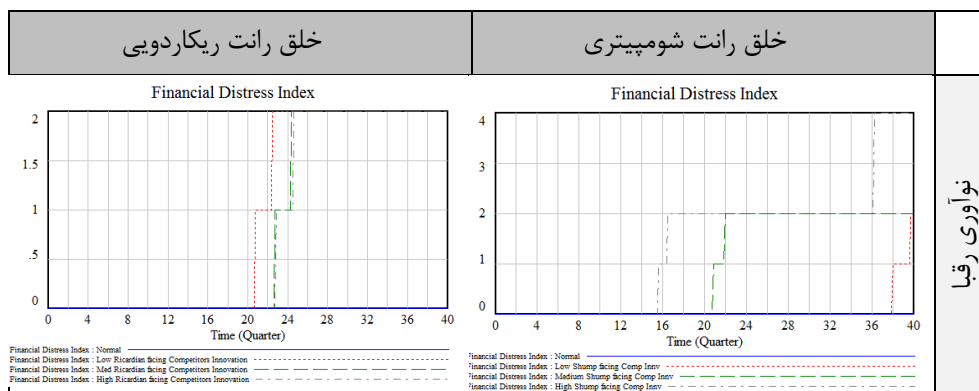 خلق رانت شومپیتری
خلق رانت ریکاردویی
نوآوری رقبا
Financial Distress Index
4
3
2
1
0
0 4 8 12 16 20 24 28 32 36 40
Time (Quarter)
Financial Distress Index : Normal
Financial Distress Index : Low Shump facing Comp Innv
Financial Distress Index : Medium Shump facing Comp Innv
Financial Distress Index : High Shump facing Comp Innv
Financial Distress Index
2
1.5
1
.5
0
0 4 8 12 16 20 24 28 32 36 40
Time (Quarter)
Financial Distress Index : Normal
Financial Distress Index : Low Ricardian facing Competitors Innovation
Financial Distress Index : Med Ricardian facing Competitors Innovation
Financial Distress Index : High Ricardian facing Competitors Innovation